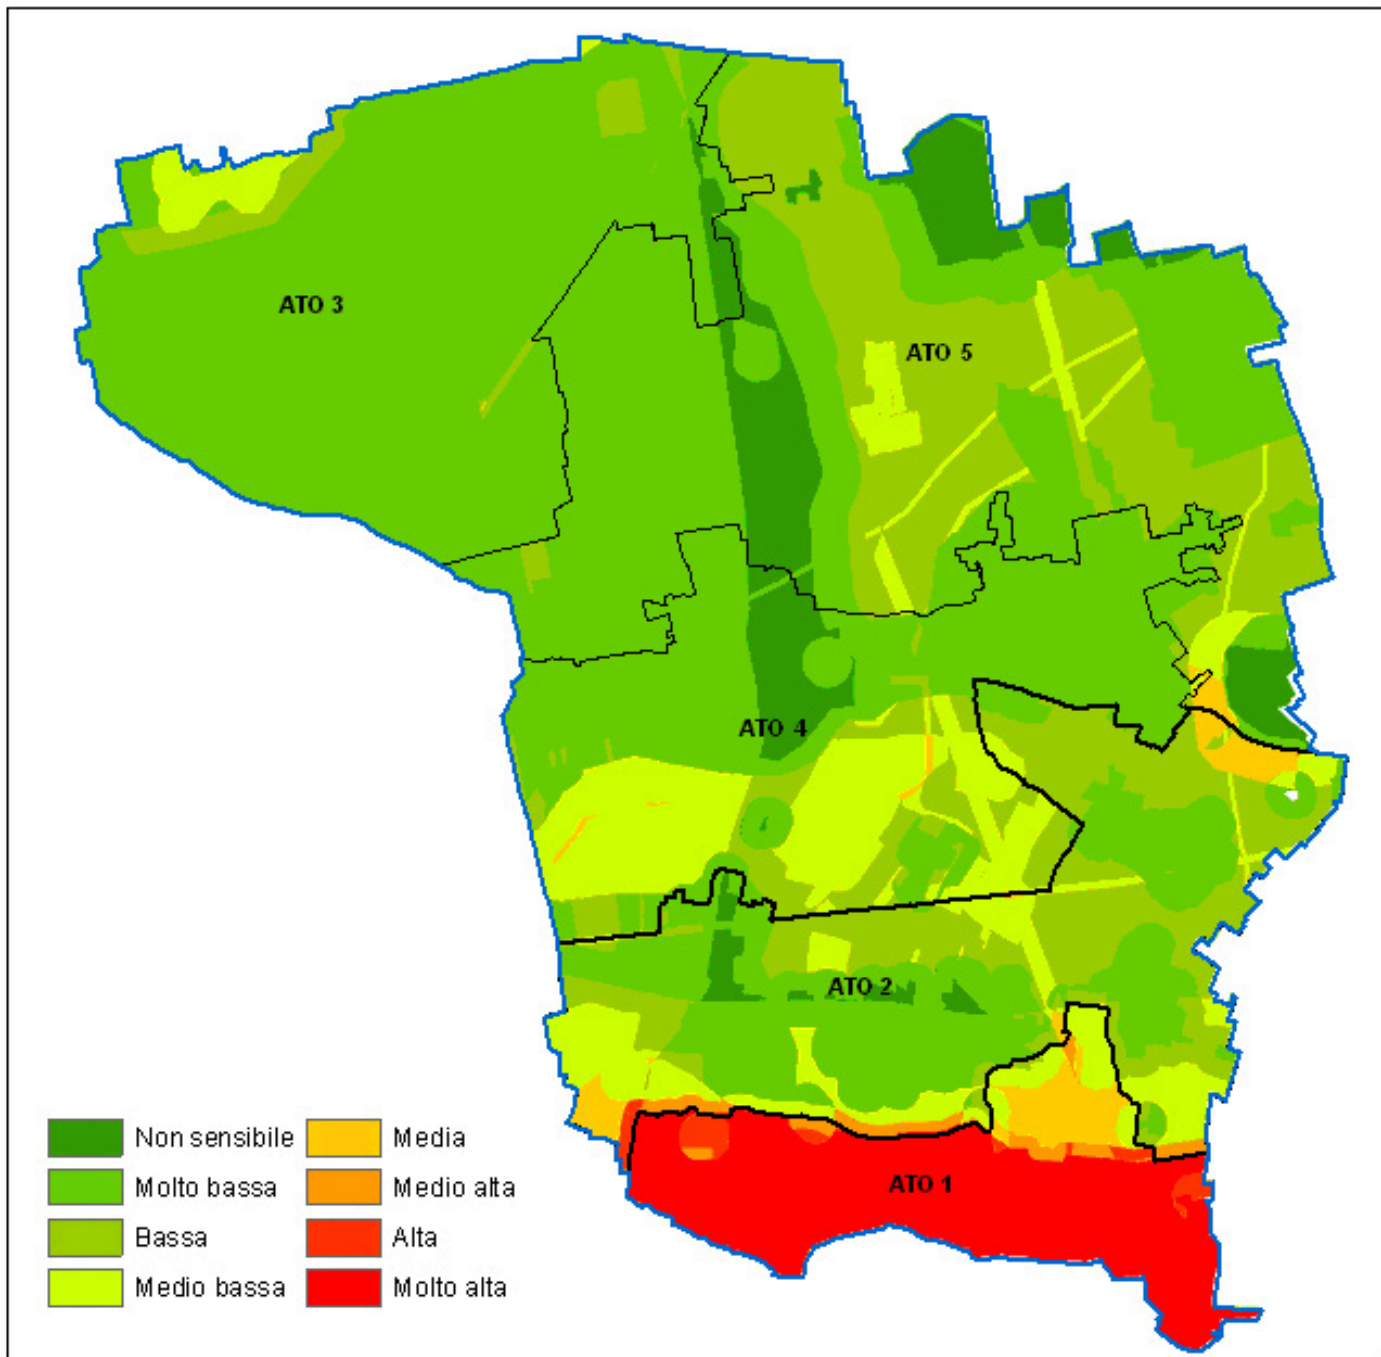 ATO 3
ATO 5
ATO 4
ATO 2
ATO 1
Non sensibile
Molto bassa
Bassa
Medio bassa
Media
Medio alta
Alta
Molto alta